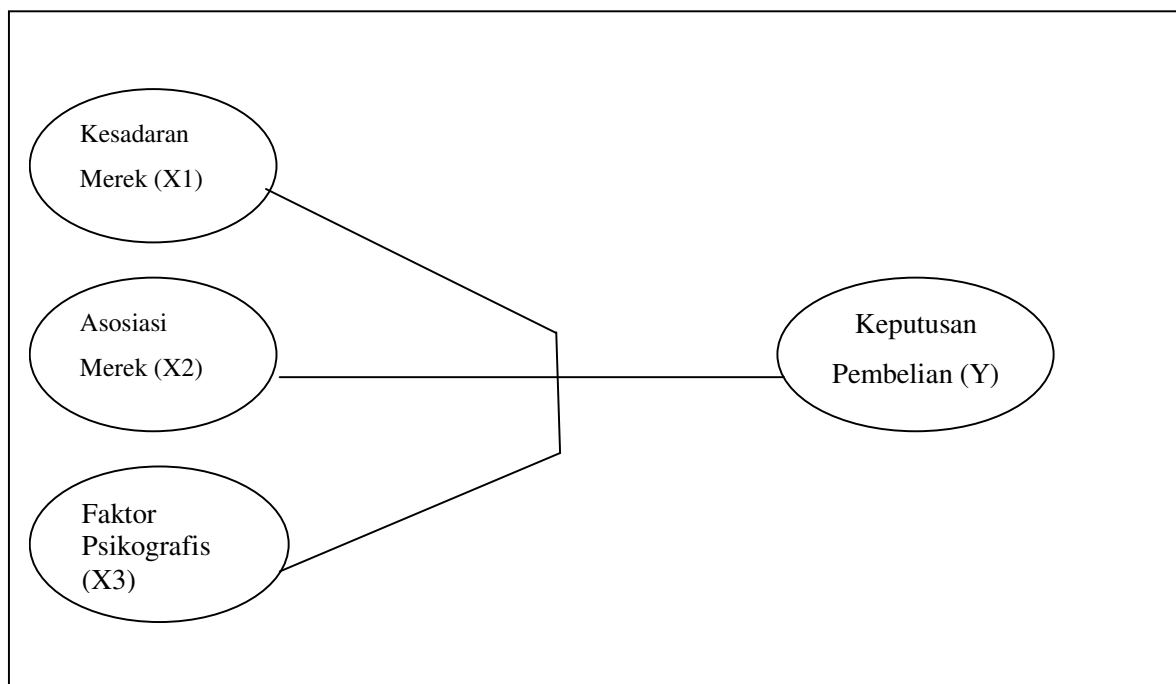 Kesadaran
Merek (X1)
Asosiasi
Merek (X2)
Faktor
Psikografis
(X3)
Keputusan
Pembelian (Y)